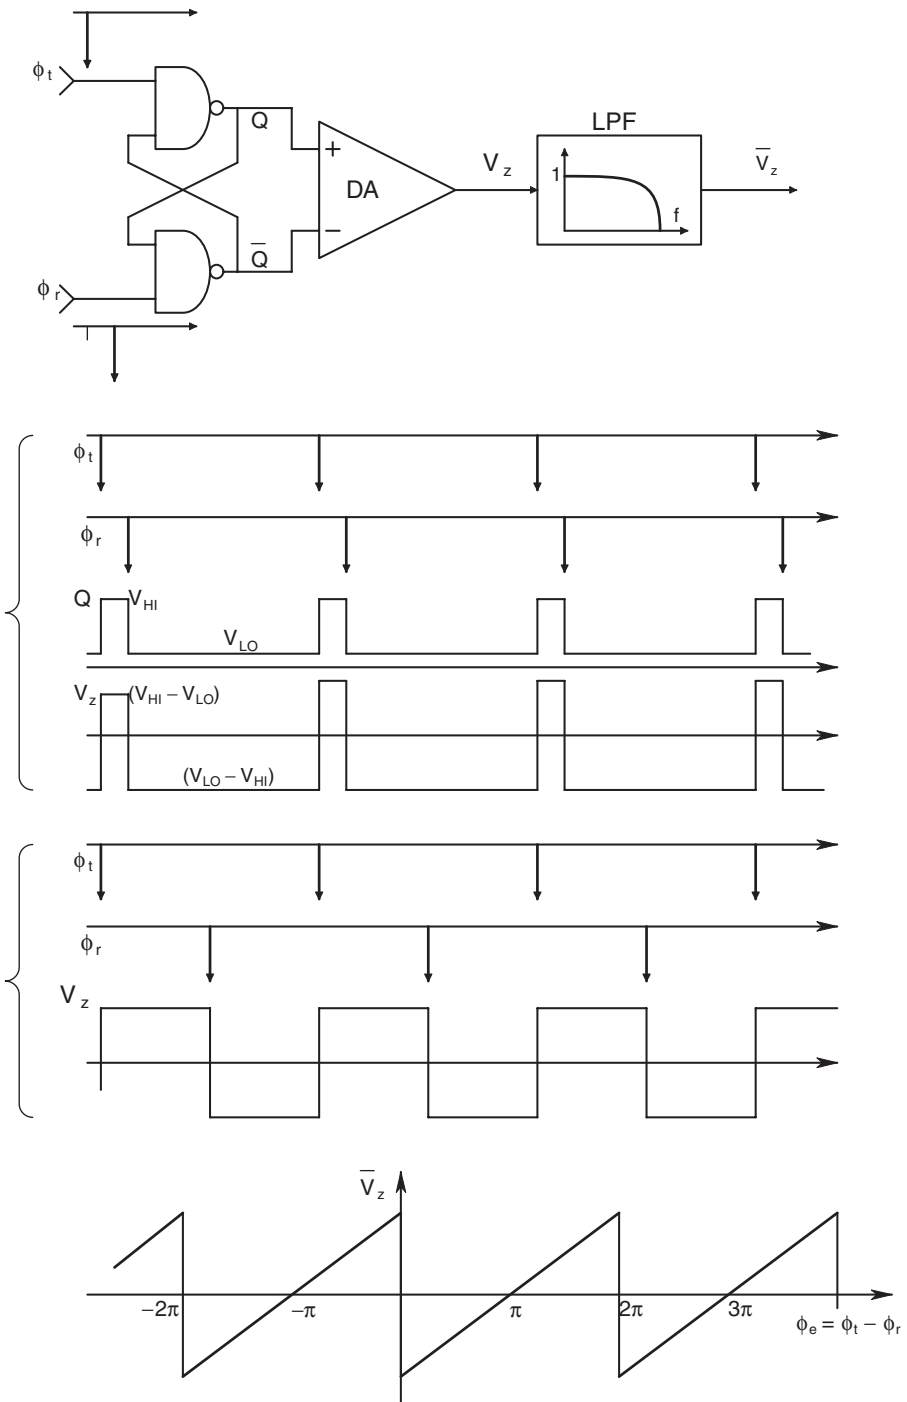 ϕt
Q
LPF
+
DA
Vz
1
f
V̅z
−
Q̅
ϕr
ϕt
ϕr
Q
VHI
VLO
Vz
(VHI − VLO)
(VLO − VHI)
ϕt
ϕr
Vz
V̅z
−2π
−π
π
2π
3π
ϕe = ϕt − ϕr